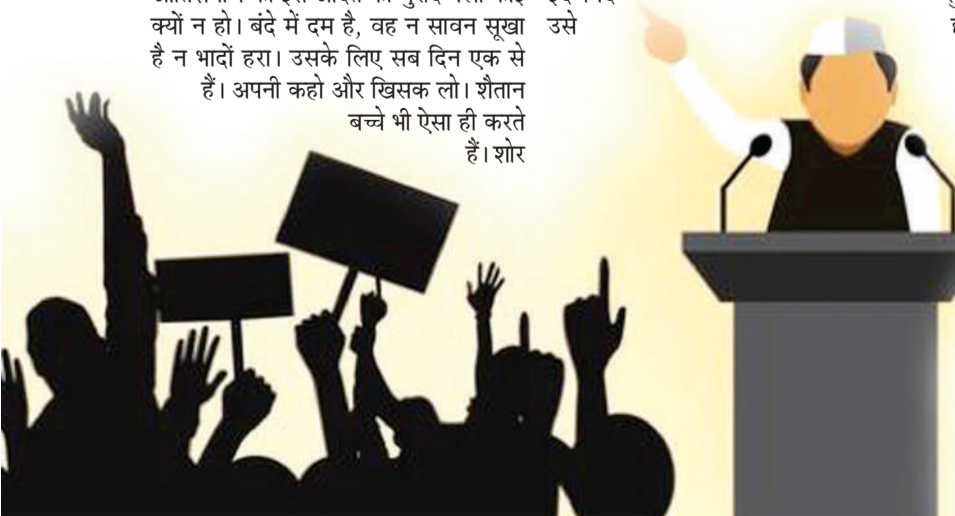 क्यों न हो। बंदे में दम है, वह न सावन सूखा
है न भादों हरा। उसके लिए सब दिन एक से
हैं। अपनी कहो और खिसक लो। शैतान
बच्चे भी ऐसा ही करते
हैं। शोर
उसे